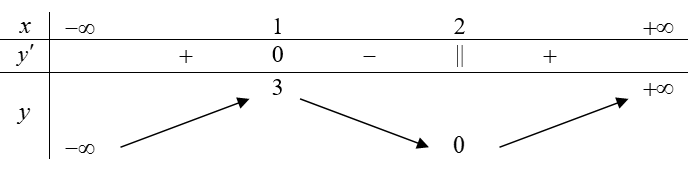 x −∞ 1 2 +∞
y′ + 0 − || +
3 +∞
y
−∞ 0